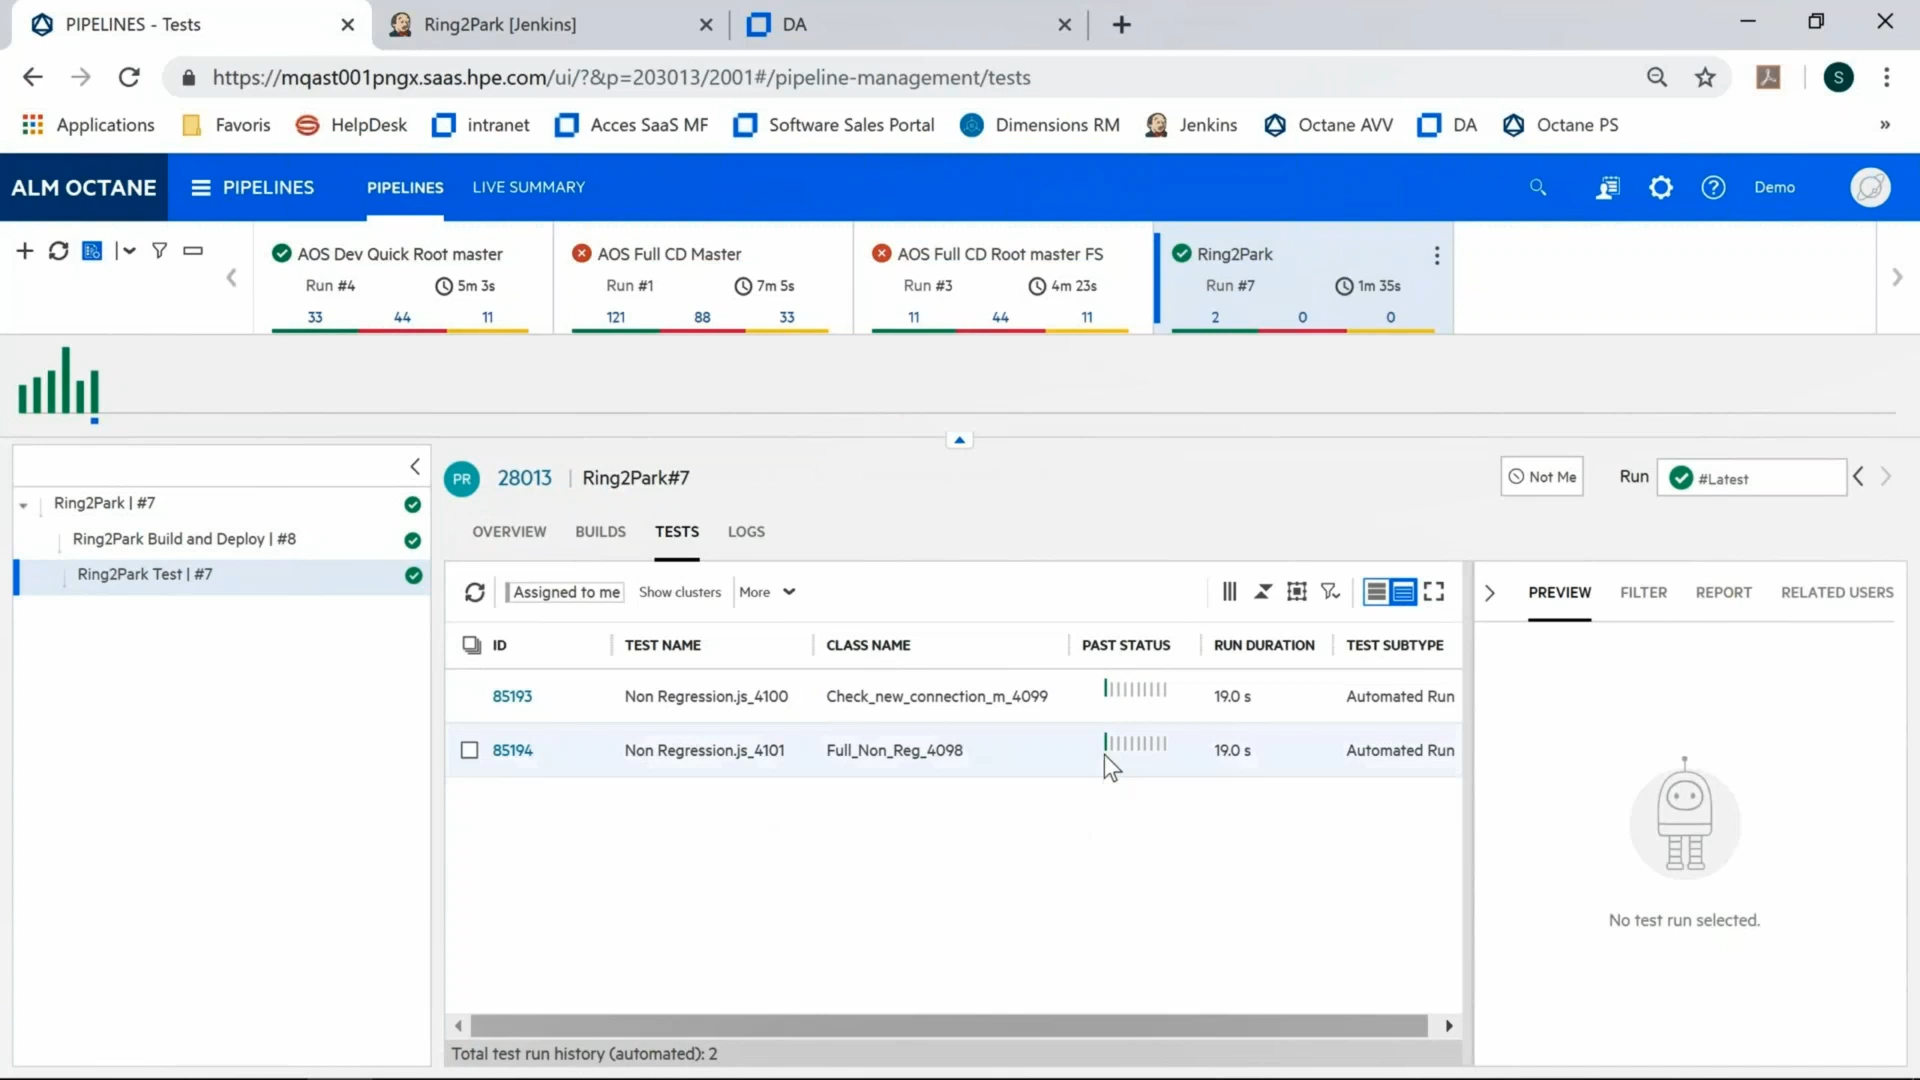 PIPELINES - Tests
Ring2Park [Jenkins]
DA
https://mqast001pngx.saas.hpe.com/ui/?&p=203013/2001#/pipeline-management/tests
S
Applications
Favoris
HelpDesk
intranet
Acces SaaS MF
Software Sales Portal
Dimensions RM
Jenkins
Octane AVV
DA
Octane PS
»
ALM OCTANE
PIPELINES
PIPELINES
LIVE SUMMARY
Demo
AOS Dev Quick Root master
Run #4
5m 3s
33 44 11
AOS Full CD Master
Run #1
7m 5s
121 88 33
AOS Full CD Root master FS
Run #3
4m 23s
11 44 11
Ring2Park
Run #7
1m 35s
2 0 0
Ring2Park | #7
Ring2Park Build and Deploy | #8
Ring2Park Test | #7
PR
28013 | Ring2Park#7
Not Me
Run
#Latest
OVERVIEW
BUILDS
TESTS
LOGS
Assigned to me
Show clusters
More
ID
TEST NAME
CLASS NAME
PAST STATUS
RUN DURATION
TEST SUBTYPE
85193
Non Regression.js_4100
Check_new_connection_m_4099
19.0 s
Automated Run
85194
Non Regression.js_4101
Full_Non_Reg_4098
19.0 s
Automated Run
Total test run history (automated): 2
PREVIEW
FILTER
REPORT
RELATED USERS
No test run selected.